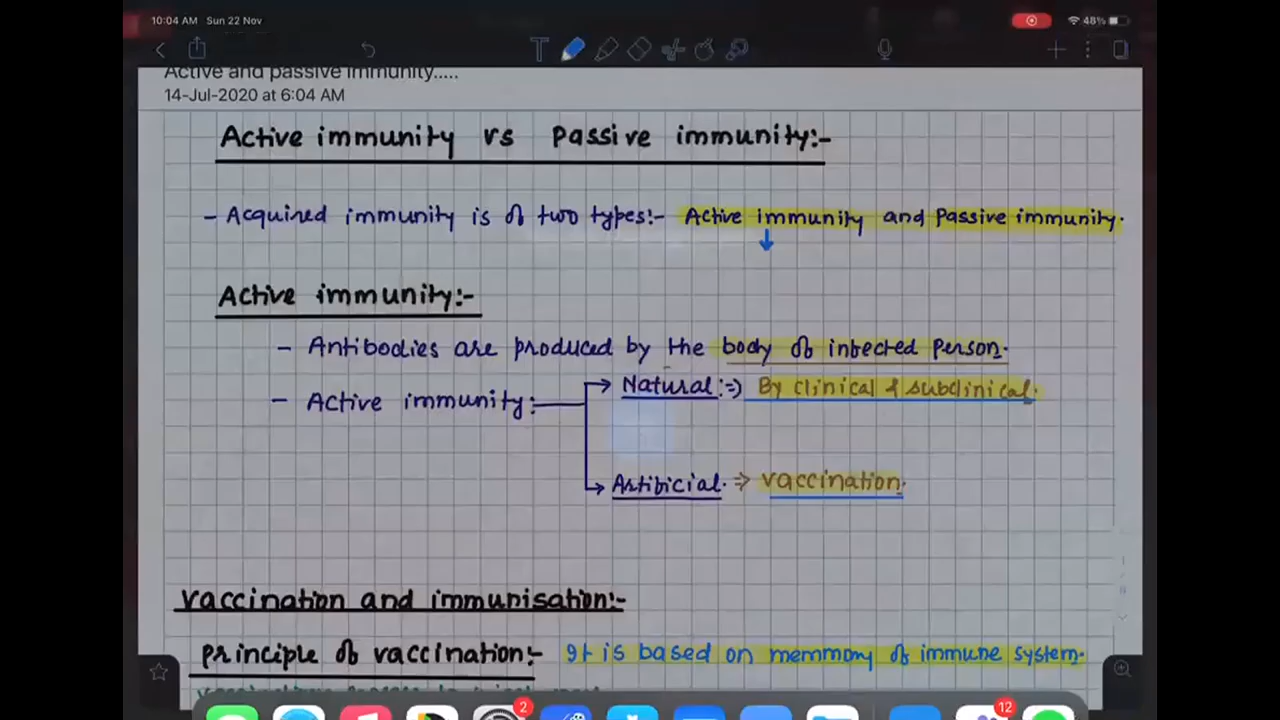 10:04 AM Sun 22 Nov
48%
Active and passive immunity.....
14-Jul-2020 at 6:04 AM
Active immunity vs Passive immunity:-
- Acquired immunity is of two types:- Active immunity and Passive immunity.
Active immunity:-
- Antibodies are produced by the body of infected Person.
- Active immunity:
Natural :⇒ By clinical & subclinical.
Artificial. ⇒ vaccination.
vaccination and immunisation:-
principle of vaccination:- It is based on memmory of immune system.
2
12